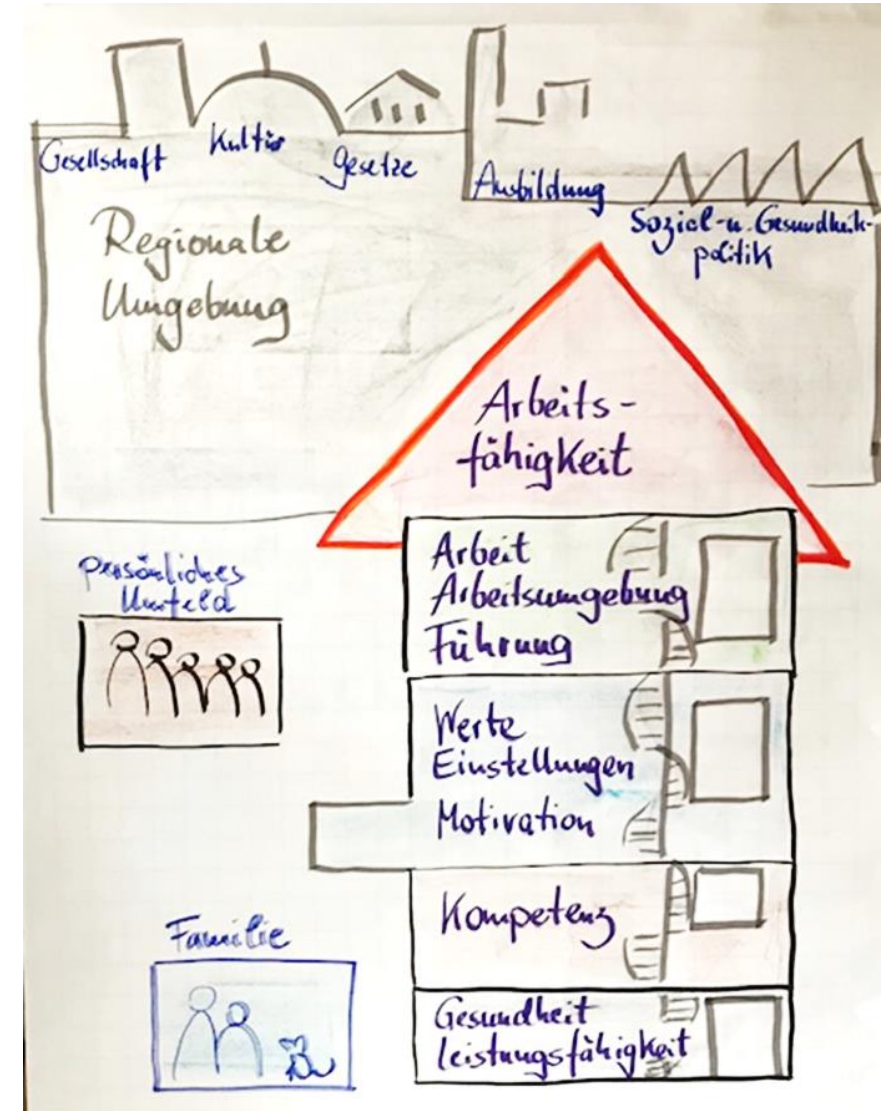 Gesellschaft
Kultur
Gesetze
Ausbildung
Sozial-u. Gesundheits-
politik
Regionale
Umgebung
Arbeits-
fähigkeit
Arbeit
Arbeitsumgebung
Führung
persönliches
Umfeld
Werte
Einstellungen
Motivation
Kompetenz
Familie
Gesundheit
leistungsfähigkeit